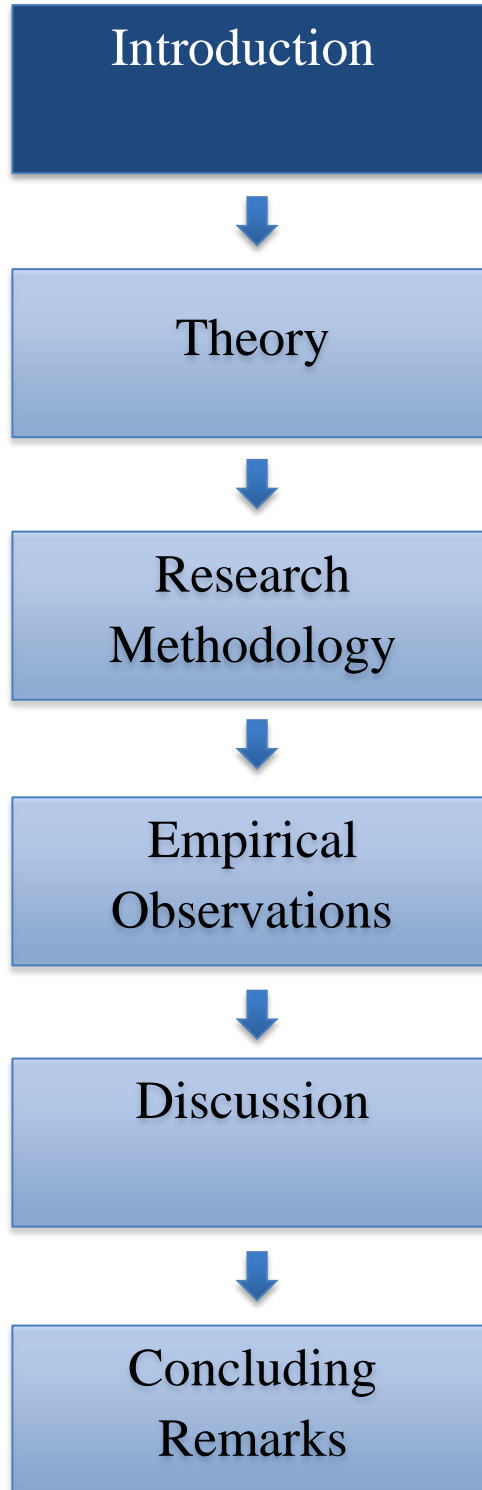 Introduction
Theory
Research
Methodology
Empirical
Observations
Discussion
Concluding
Remarks